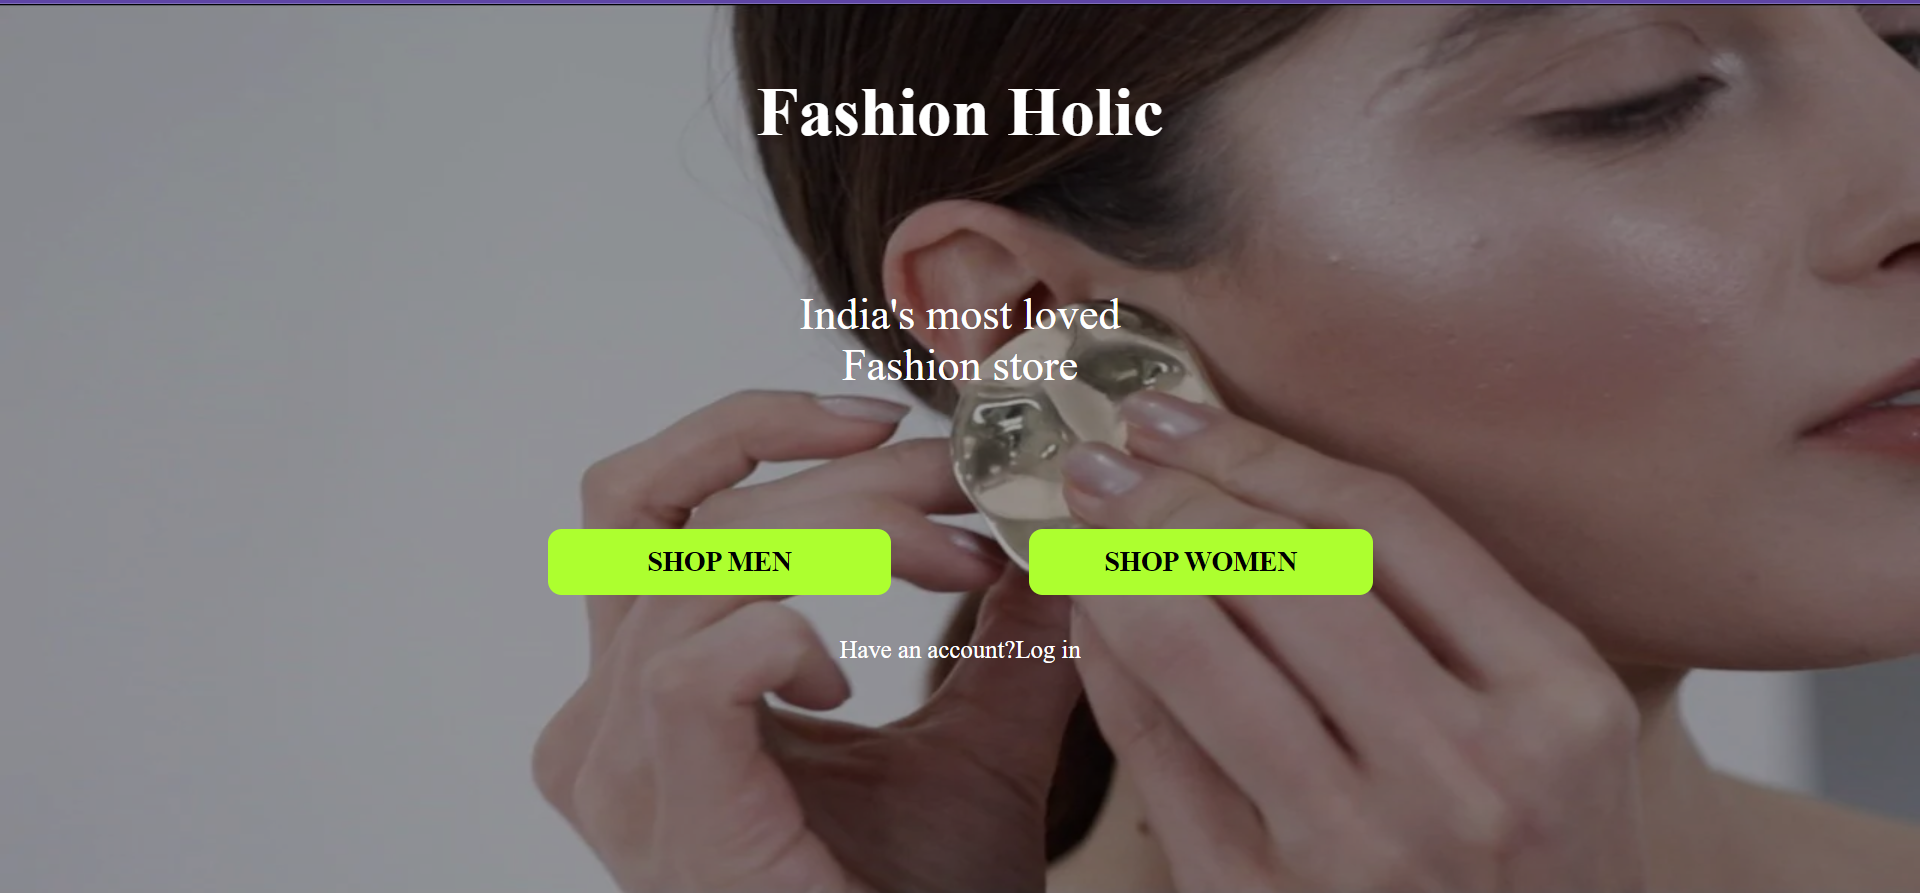 Fashion Holic
India's most loved
Fashion store
SHOP MEN
SHOP WOMEN
Have an account?Log in